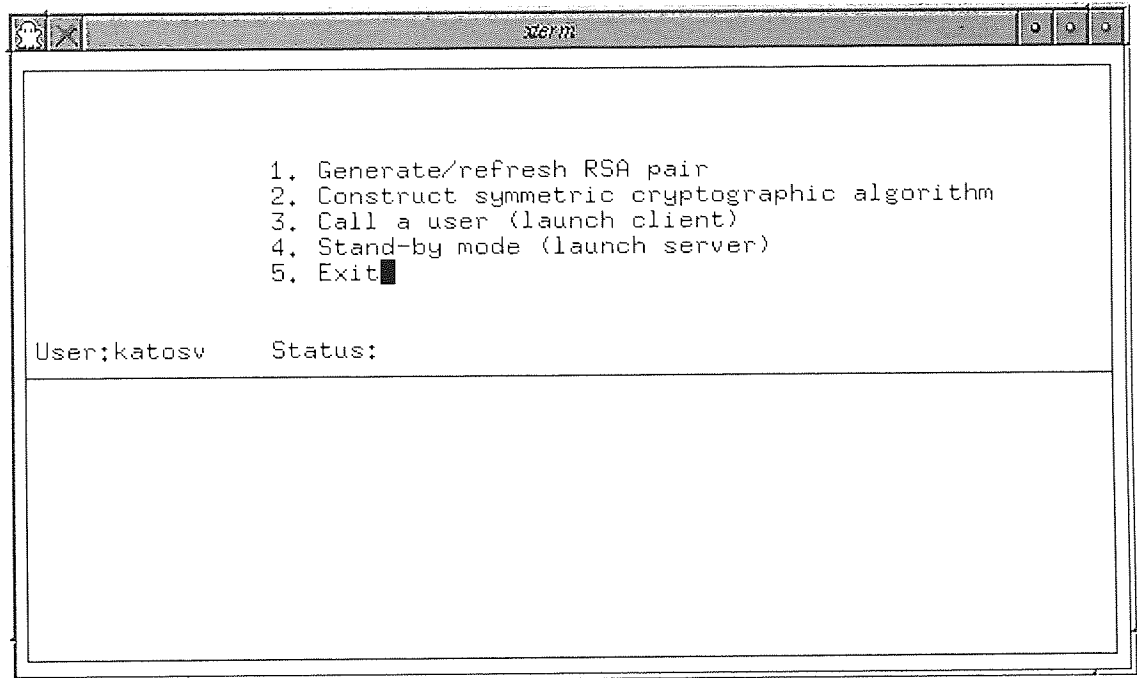 xterm
1. Generate/refresh RSA pair
2. Construct symmetric cryptographic algorithm
3. Call a user (launch client)
4. Stand-by mode (launch server)
5. Exit
User:katosv Status: